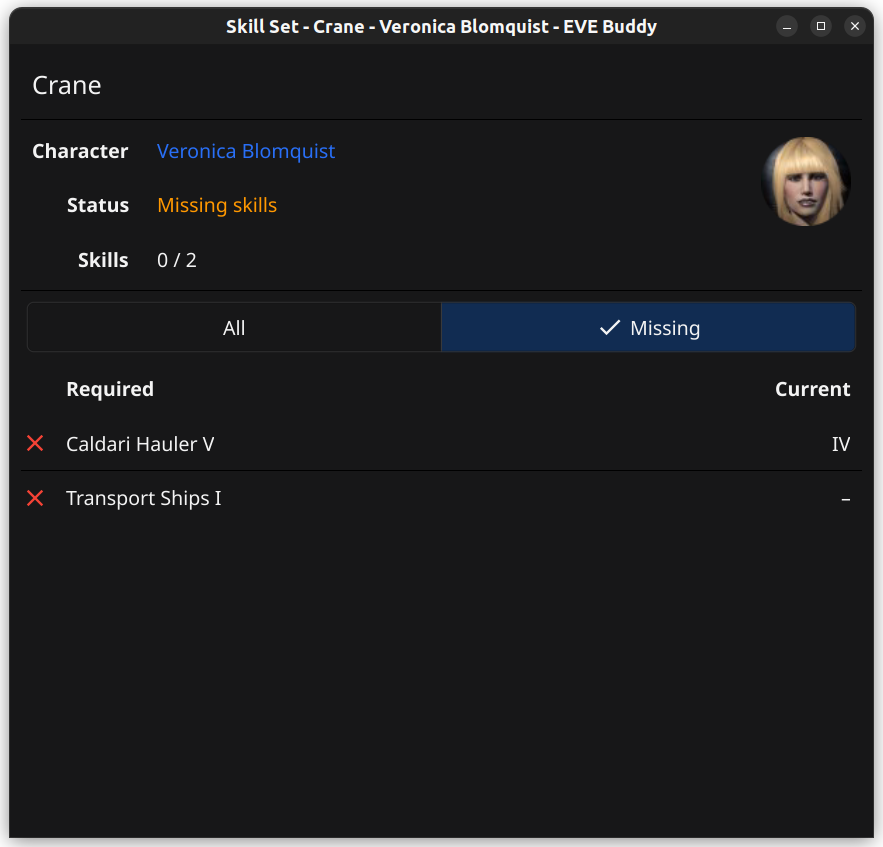 Skill Set - Crane - Veronica Blomquist - EVE Buddy
Crane
Character Veronica Blomquist
Status Missing skills
Skills 0 / 2
All Missing
Required Current
Caldari Hauler V IV
Transport Ships I –